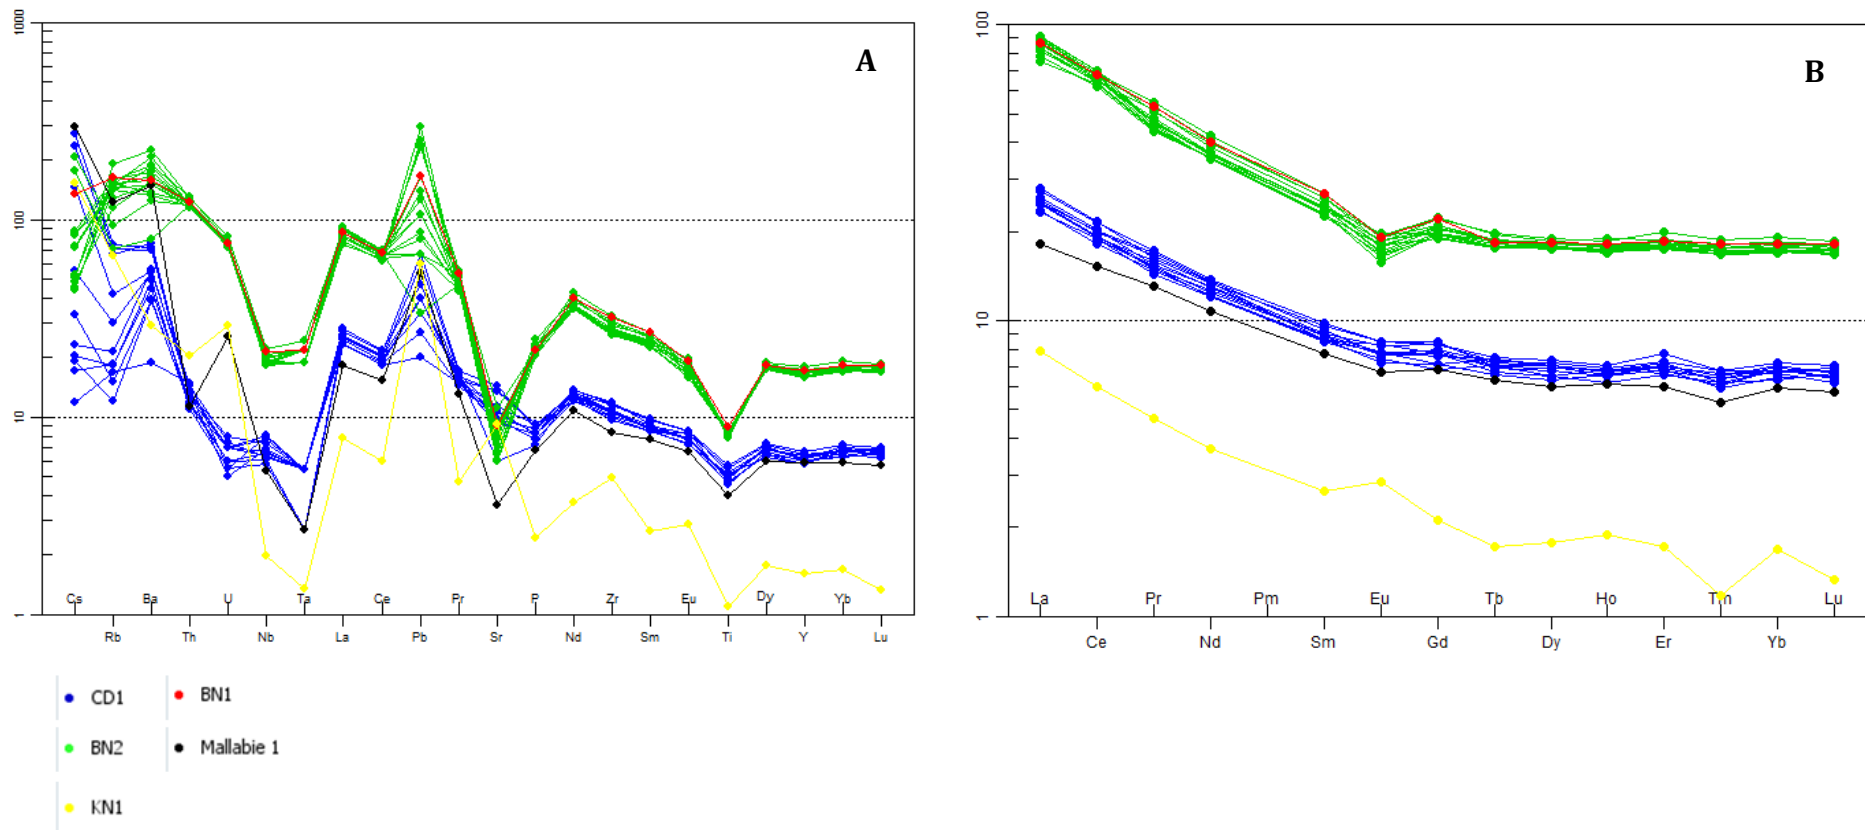 1000
100
10
1
A
Cs Ba Th U Nb Ta La Ce Pb Pr Sr P Nd Zr Sm Eu Ti Dy Y Yb Lu
Rb
100
10
1
B
La Pr Pm Eu Tb Ho Tm Lu
Ce Nd Sm Gd Dy Er Yb
CD1 BN1
BN2 Mallabie 1
KN1